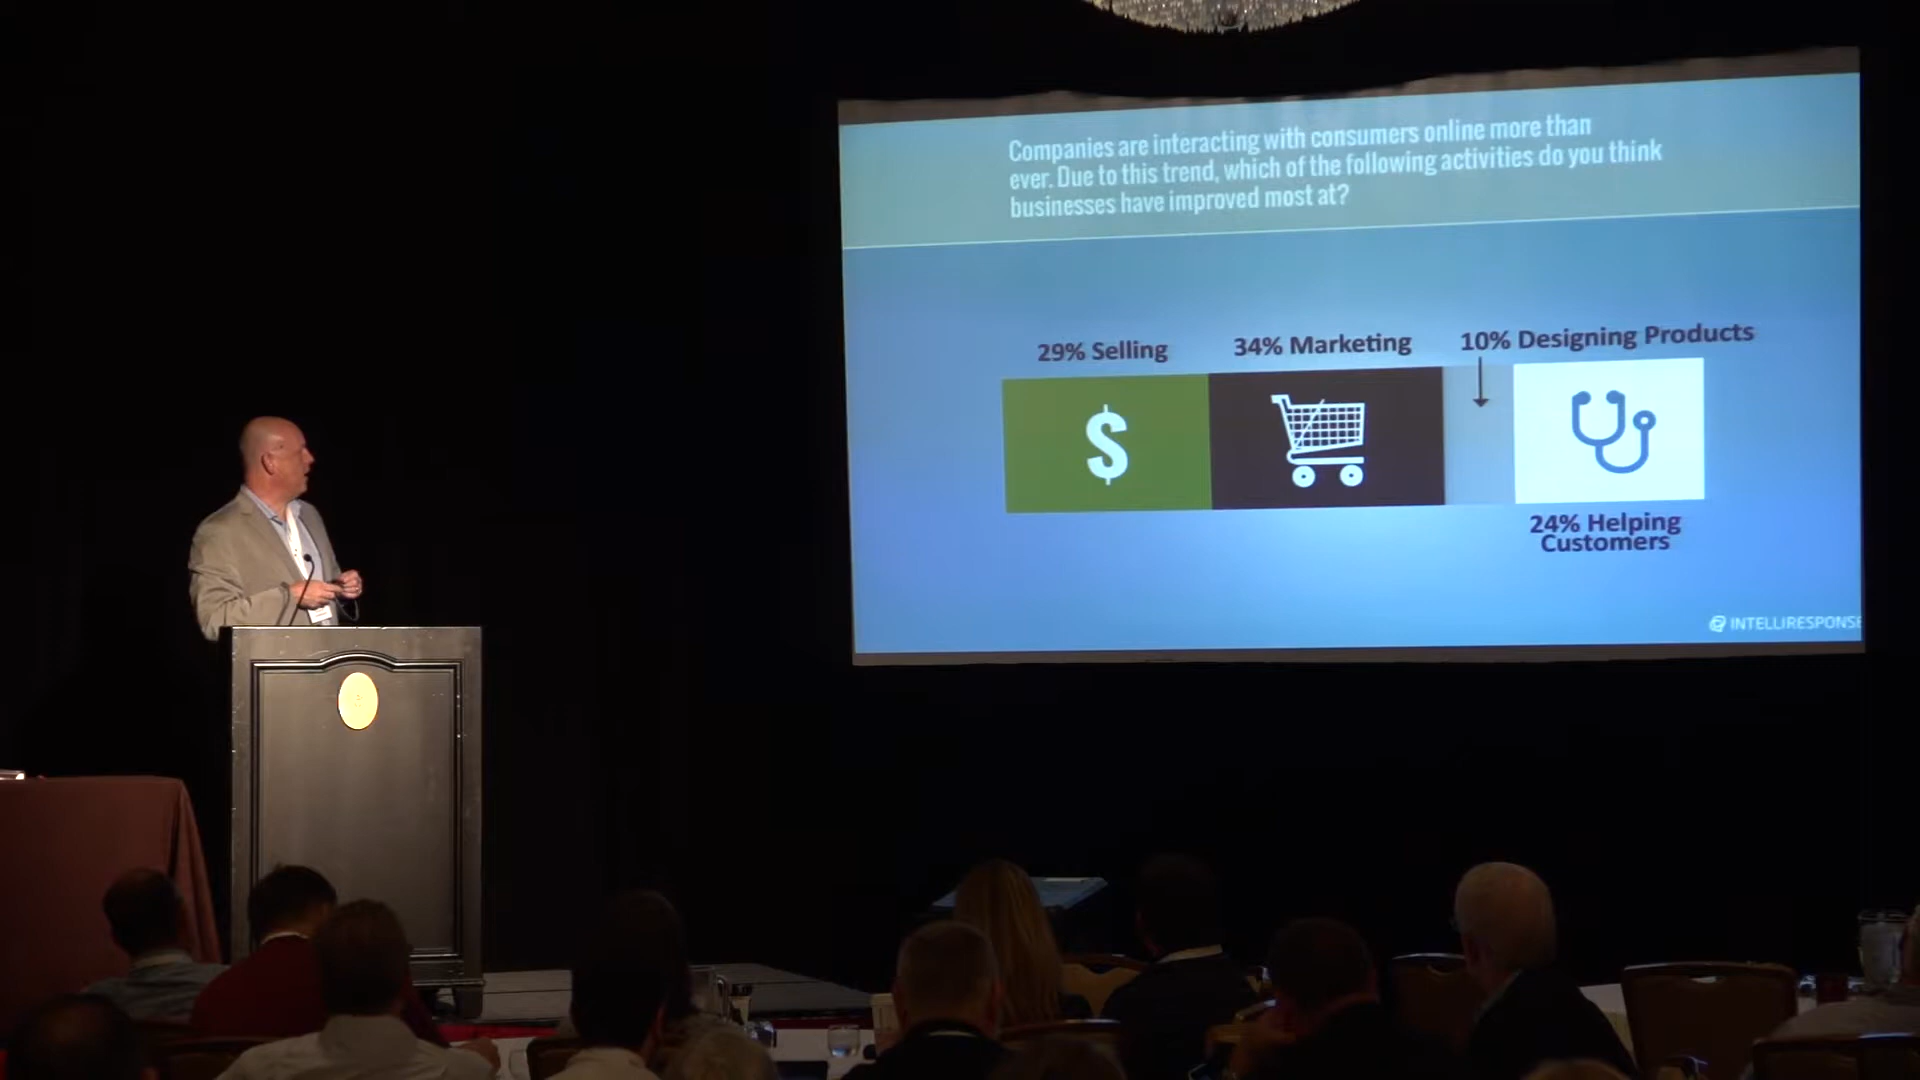 Companies are interacting with consumers online more than
ever. Due to this trend, which of the following activities do you think
businesses have improved most at?
29% Selling
34% Marketing
10% Designing Products
$
24% Helping
Customers
INTELLIRESPONSE